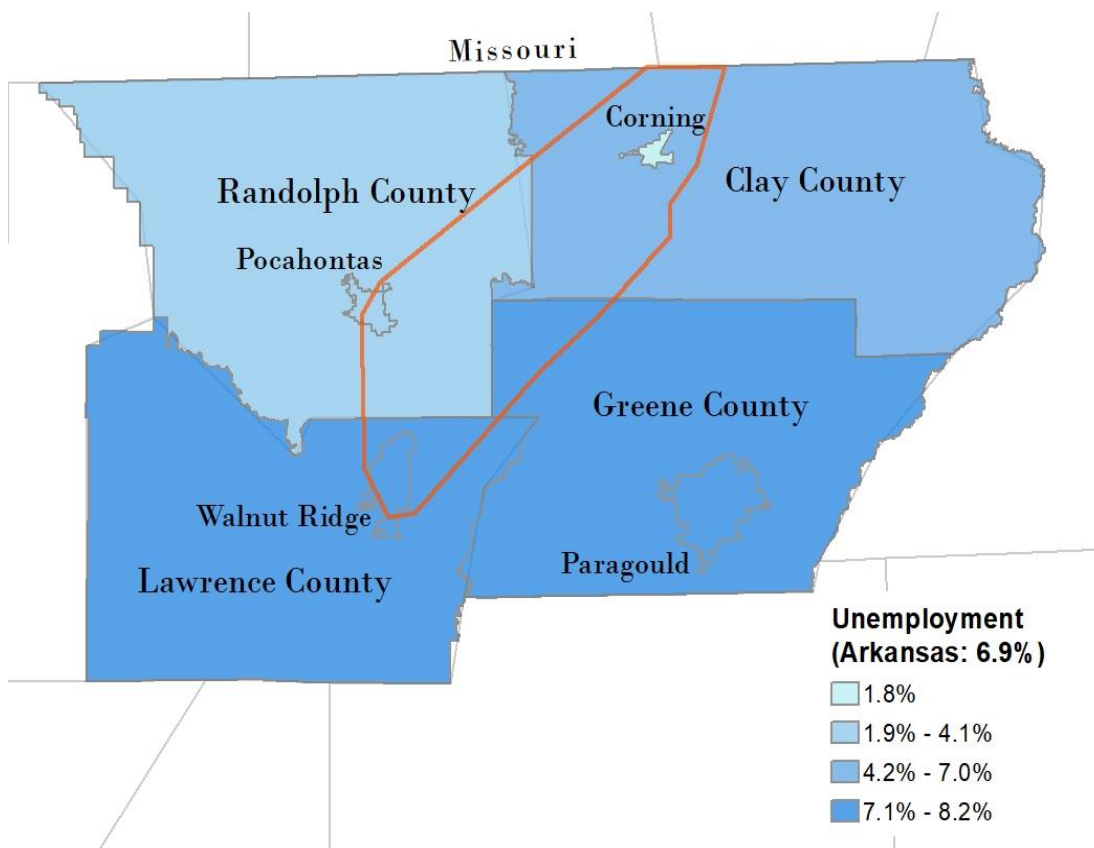 Missouri
Corning
Randolph County
Clay County
Pocahontas
Greene County
Walnut Ridge
Paragould
Lawrence County
Unemployment
(Arkansas: 6.9%)
1.8%
1.9% - 4.1%
4.2% - 7.0%
7.1% - 8.2%